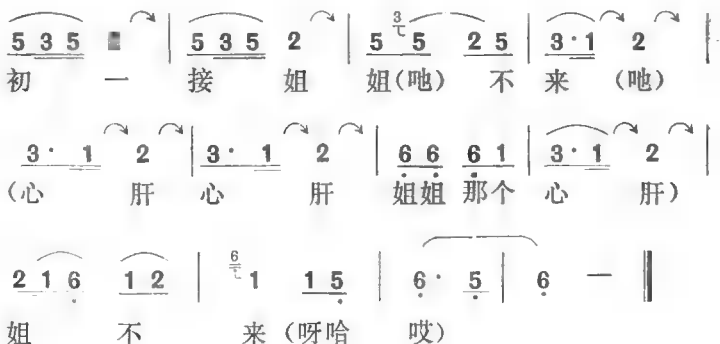 5 3 5 | 5 3 5 2 | 5 3 5 2 5 | 3 · 1 2 |
初 一 接 姐 姐(吔) 不 来 (吔)
3 · 1 2 | 3 · 1 2 | 6 6 6 1 | 3 · 1 2 |
(心 肝 心 肝 姐姐 那个 心 肝)
2 1 6 1 2 | 6 1 1 5 | 6 · 5 | 6 — ‖
姐 不 来 (呀哈 哎)